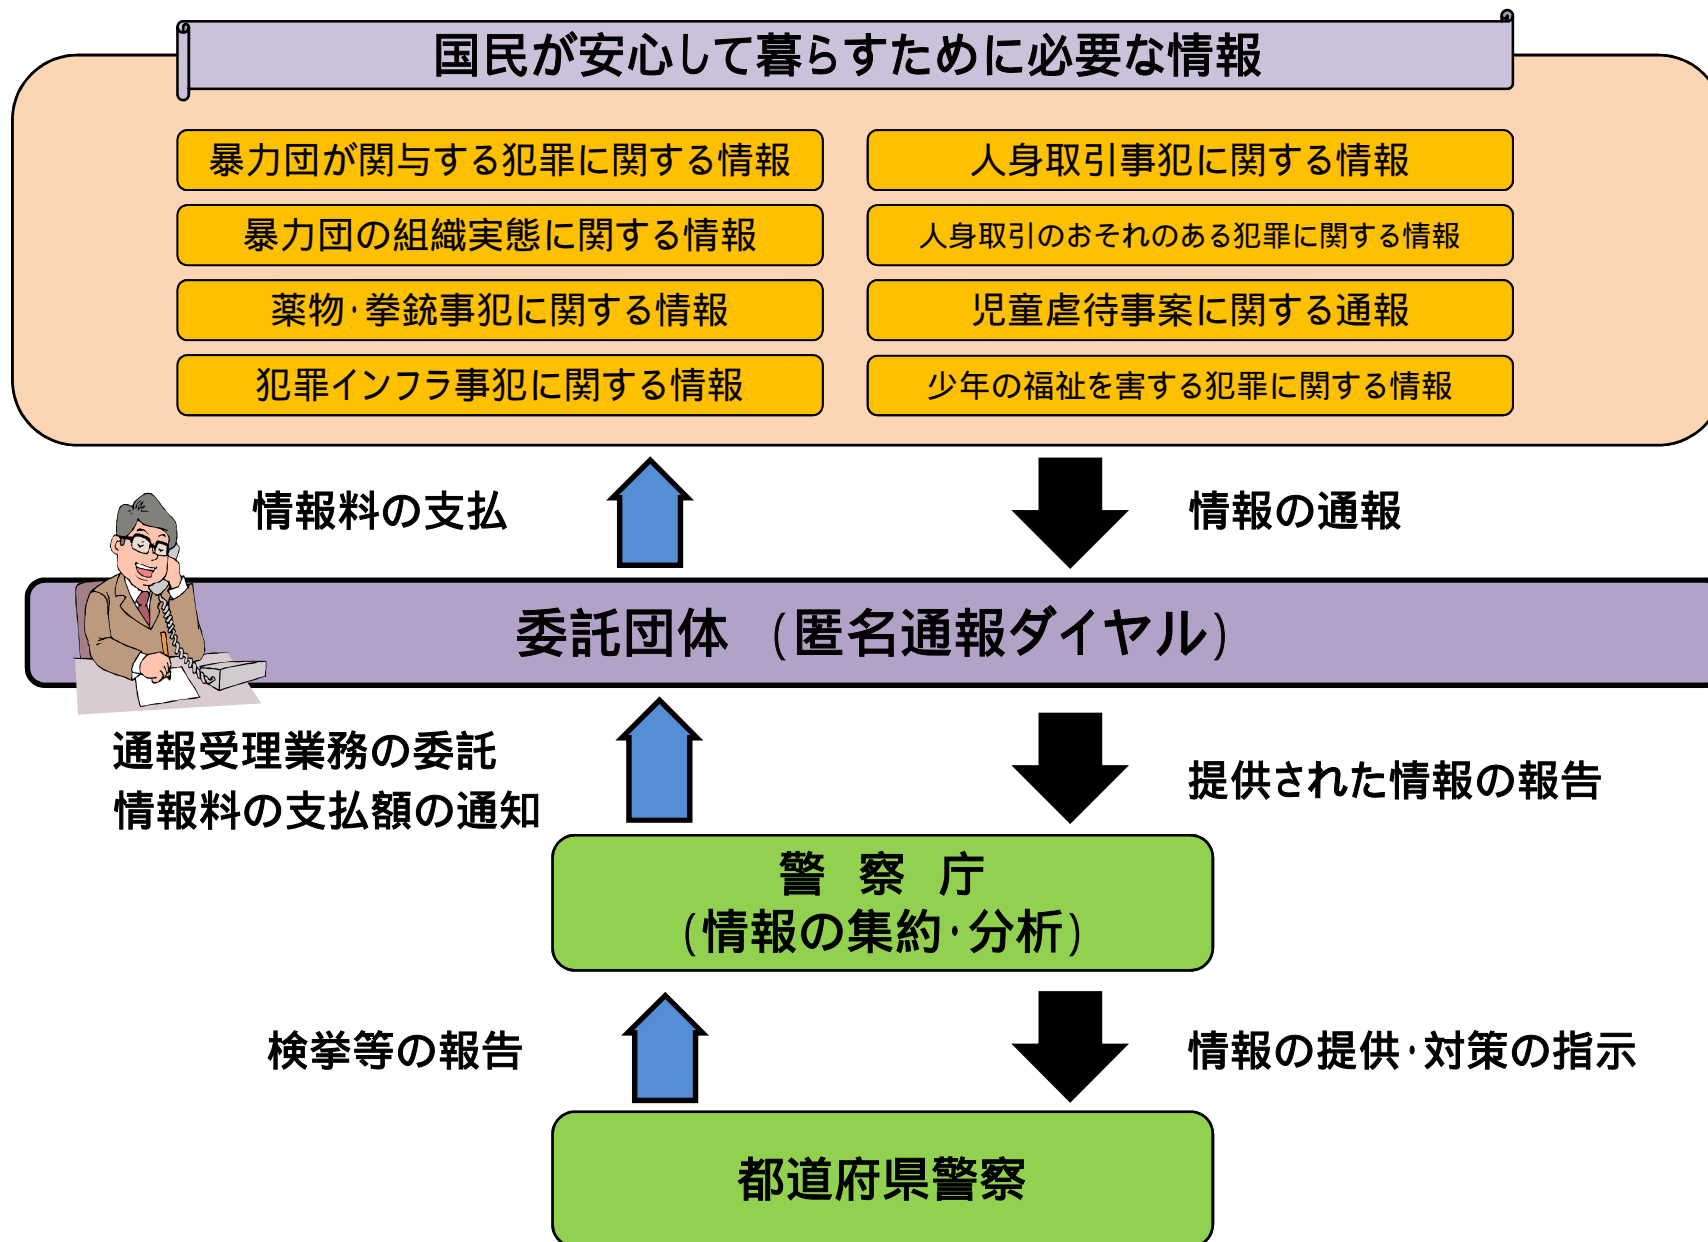 国民が安心して暮らすために必要な情報
暴力団が関与する犯罪に関する情報
人身取引事犯に関する情報
暴力団の組織実態に関する情報
人身取引のおそれのある犯罪に関する情報
薬物・拳銃事犯に関する情報
児童虐待事案に関する通報
犯罪インフラ事犯に関する情報
少年の福祉を害する犯罪に関する情報
情報料の支払
情報の通報
委託団体 (匿名通報ダイヤル)
通報受理業務の委託
情報料の支払額の通知
提供された情報の報告
警 察 庁
(情報の集約・分析)
検挙等の報告
情報の提供・対策の指示
都道府県警察